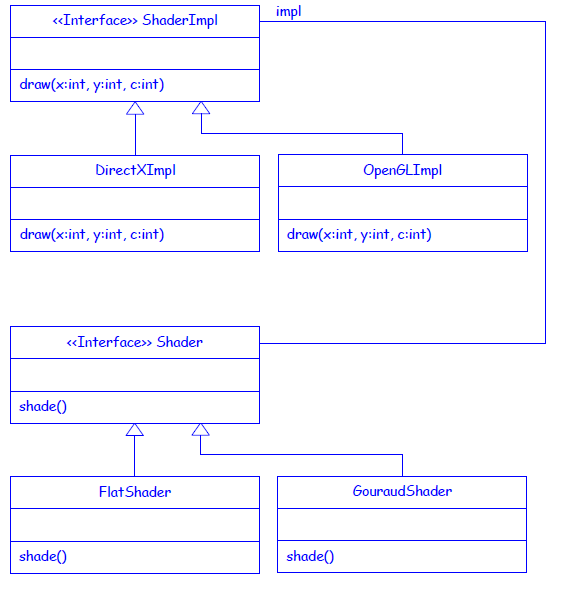 <<Interface>> ShaderImpl
impl
draw(x:int, y:int, c:int)
DirectXImpl
OpenGLImpl
draw(x:int, y:int, c:int)
draw(x:int, y:int, c:int)
<<Interface>> Shader
shade()
FlatShader
GouraudShader
shade()
shade()